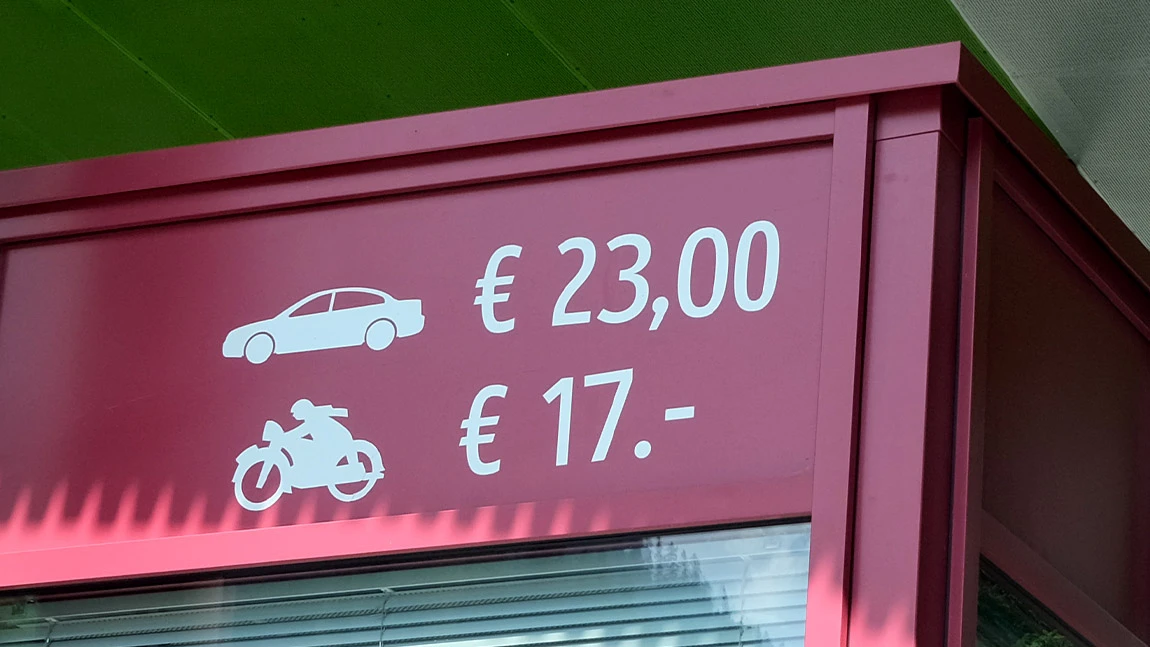 € 23,00
€ 17.-